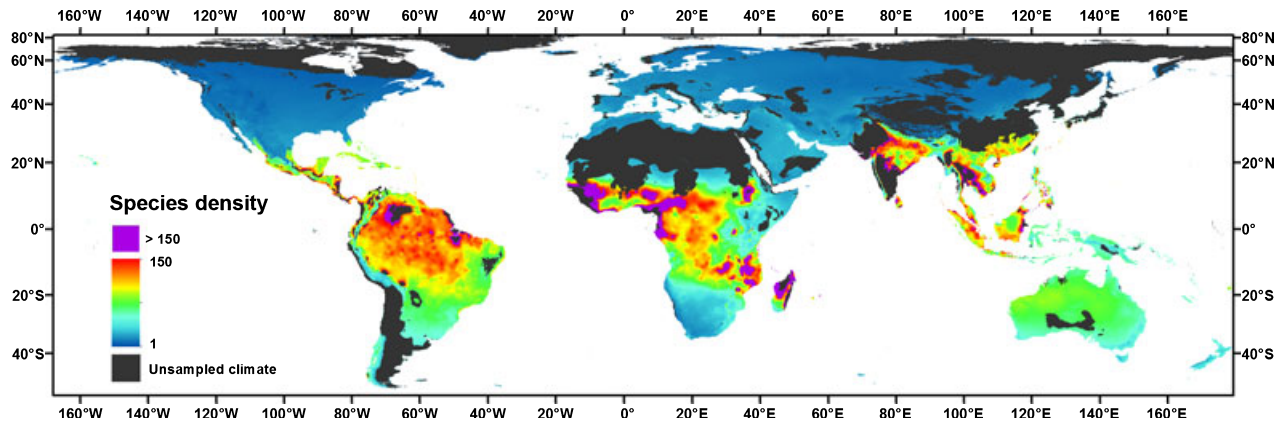 160°W 140°W 120°W 100°W 80°W 60°W 40°W 20°W 0° 20°E 40°E 60°E 80°E 100°E 120°E 140°E 160°E
80°N 80°N
60°N 60°N
40°N 40°N
20°N 20°N
Species density
0° 0°
> 150
150
20°S 20°S
1
40°S 40°S
Unsampled climate
160°W 140°W 120°W 100°W 80°W 60°W 40°W 20°W 0° 20°E 40°E 60°E 80°E 100°E 120°E 140°E 160°E